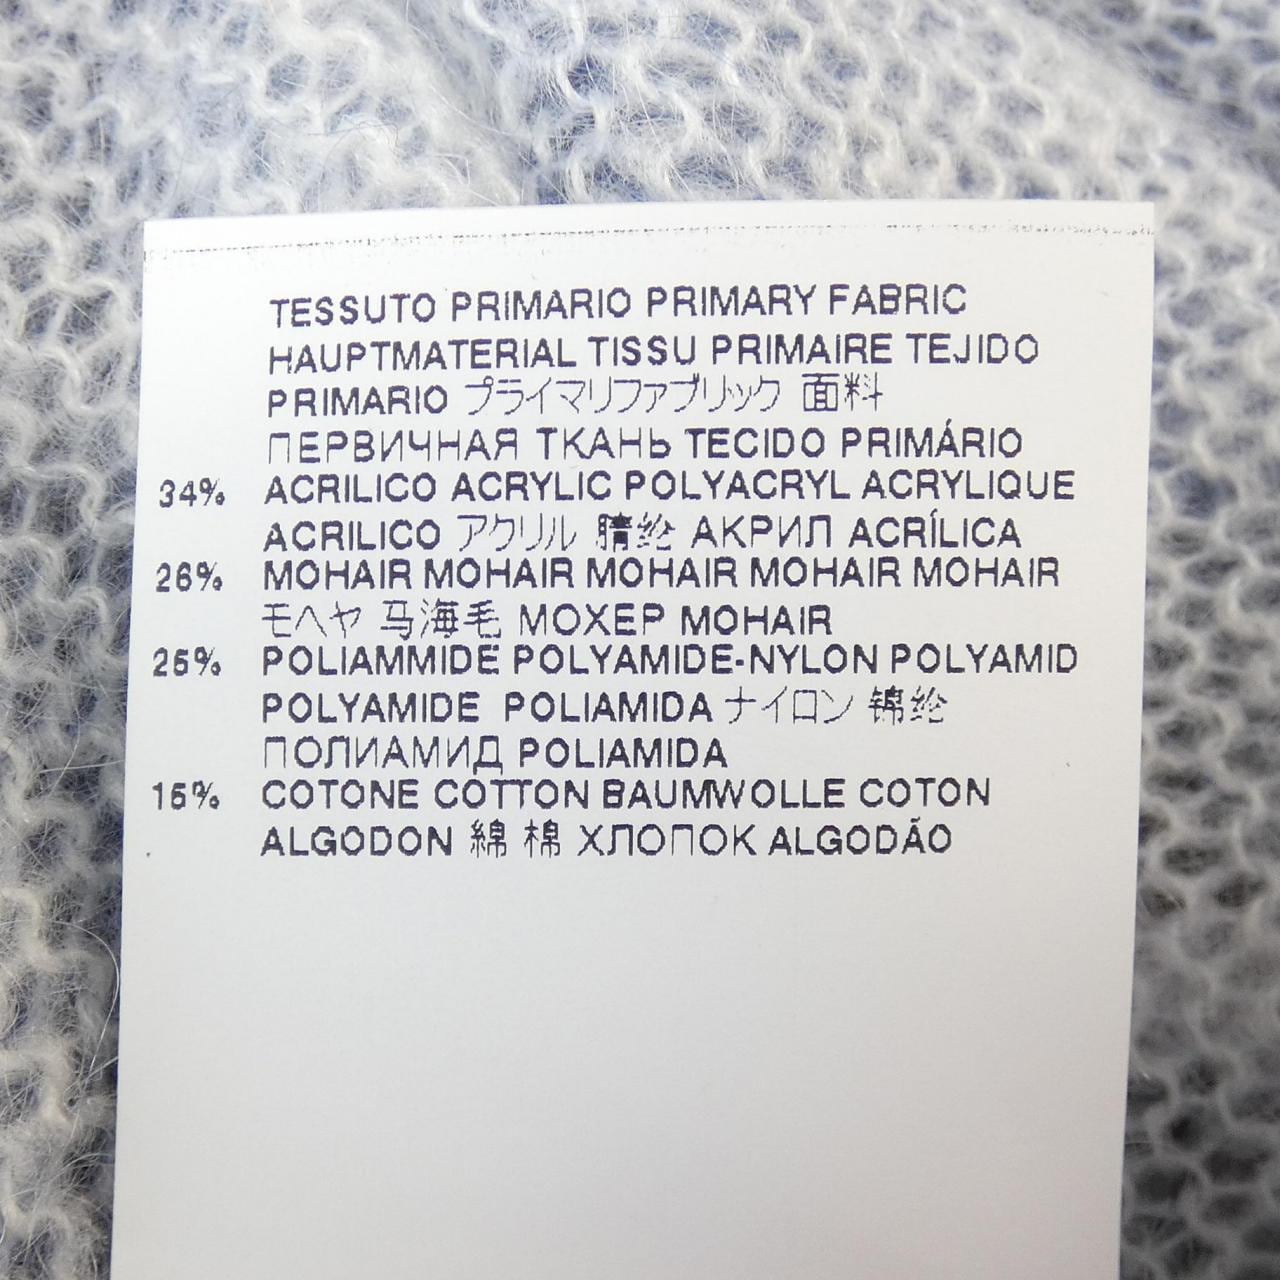 TESSUTO PRIMARIO PRIMARY FABRIC
HAUPTMATERIAL TISSU PRIMAIRE TEJIDO
PRIMARIO プライマリファブリック 面料
ПЕРВИЧНАЯ ТКАНЬ TECIDO PRIMÁRIO
34% ACRILICO ACRYLIC POLYACRYL ACRYLIQUE
ACRILICO アクリル 腈纶 АКРИЛ ACRÍLICA
26% MOHAIR MOHAIR MOHAIR MOHAIR MOHAIR
モヘヤ 马海毛 МОХЕР MOHAIR
25% POLIAMMIDE POLYAMIDE-NYLON POLYAMID
POLYAMIDE POLIAMIDA ナイロン 锦纶
ПОЛИАМИД POLIAMIDA
15% COTONE COTTON BAUMWOLLE COTON
ALGODON 綿 棉 ХЛОПОК ALGODÃO